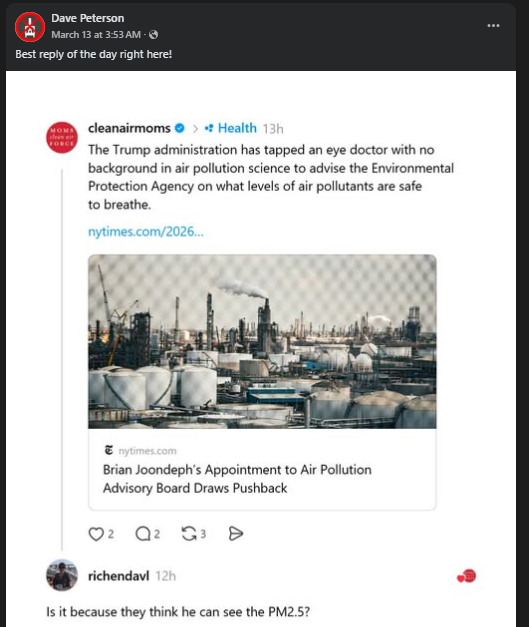 Dave Peterson
March 13 at 3:53 AM ·
Best reply of the day right here!
MOMS
clean air
FORCE
cleanairmoms > Health 13h
The Trump administration has tapped an eye doctor with no
background in air pollution science to advise the Environmental
Protection Agency on what levels of air pollutants are safe
to breathe.
nytimes.com/2026...
nytimes.com
Brian Joondeph's Appointment to Air Pollution
Advisory Board Draws Pushback
2 2 3
richendavl 12h
Is it because they think he can see the PM2.5?